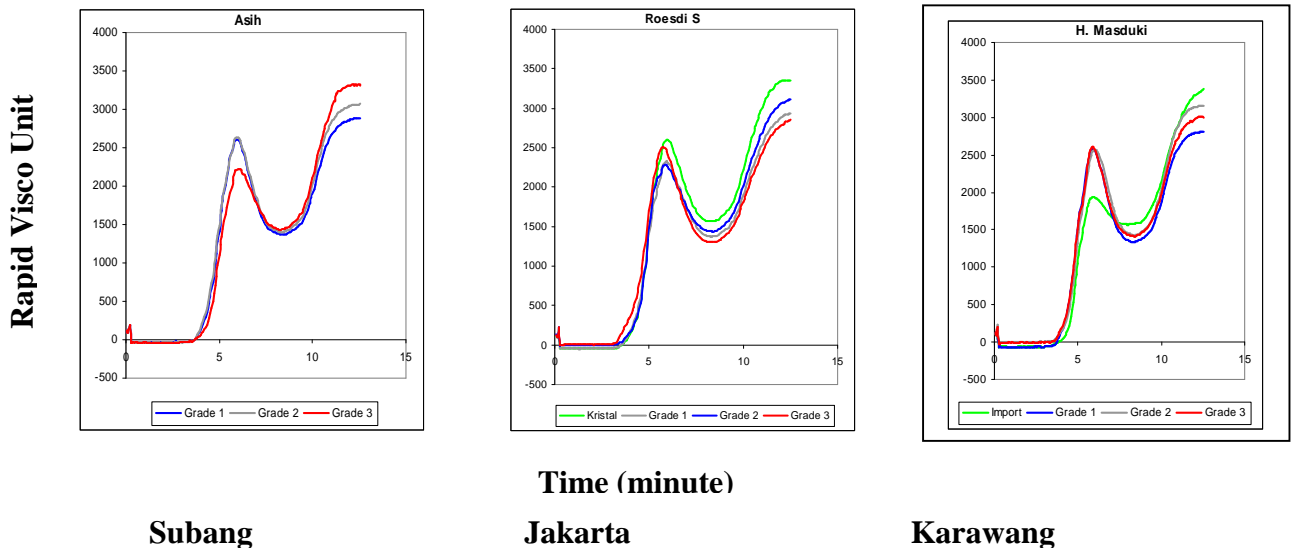 Rapid Visco Unit
Asih
4000
3500
3000
2500
2000
1500
1000
500
0
-500
0 5 10 15
Grade 1 Grade 2 Grade 3
Roesdi S
4000
3500
3000
2500
2000
1500
1000
500
0
-500
0 5 10 15
Kristal Grade 1 Grade 2 Grade 3
H. Masduki
4000
3500
3000
2500
2000
1500
1000
500
0
-500
0 5 10 15
Import Grade 1 Grade 2 Grade 3
Time (minute)
Subang Jakarta Karawang